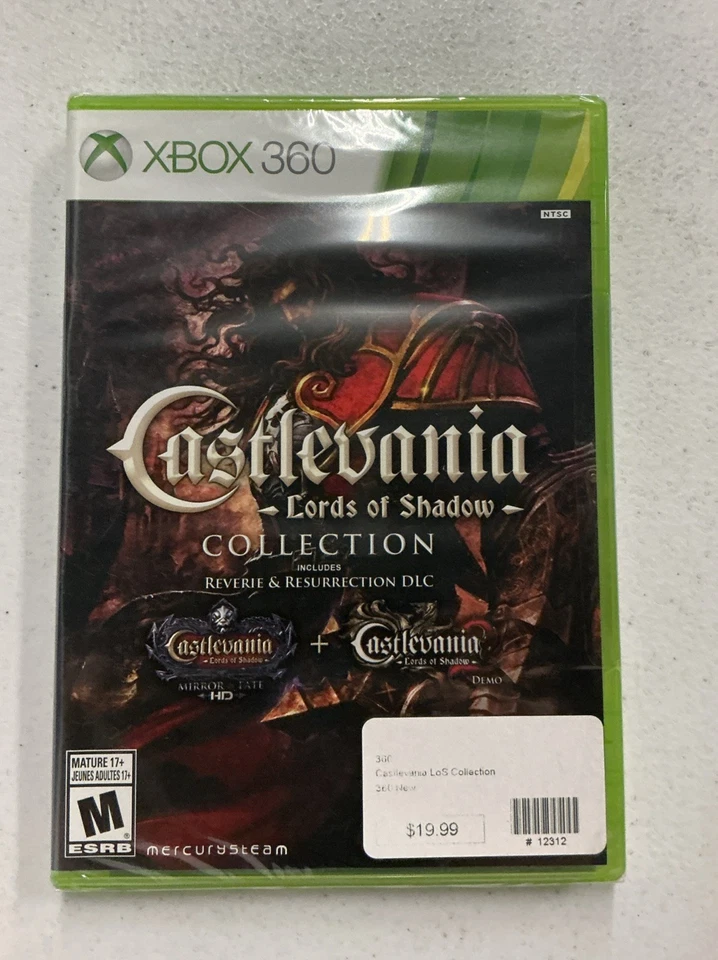 XBOX 360
NTSC
Castlevania
Lords of Shadow
COLLECTION
INCLUDES
REVERIE & RESURRECTION DLC
Castlevania
Lords of Shadow
MIRROR OF FATE
HD
+
Castlevania 2
Lords of Shadow
DEMO
MATURE 17+
JEUNES ADULTES 17+
M
®
ESRB
mercurysteam
360
Castlevania LoS Collection
360 New
$19.99
# 12312